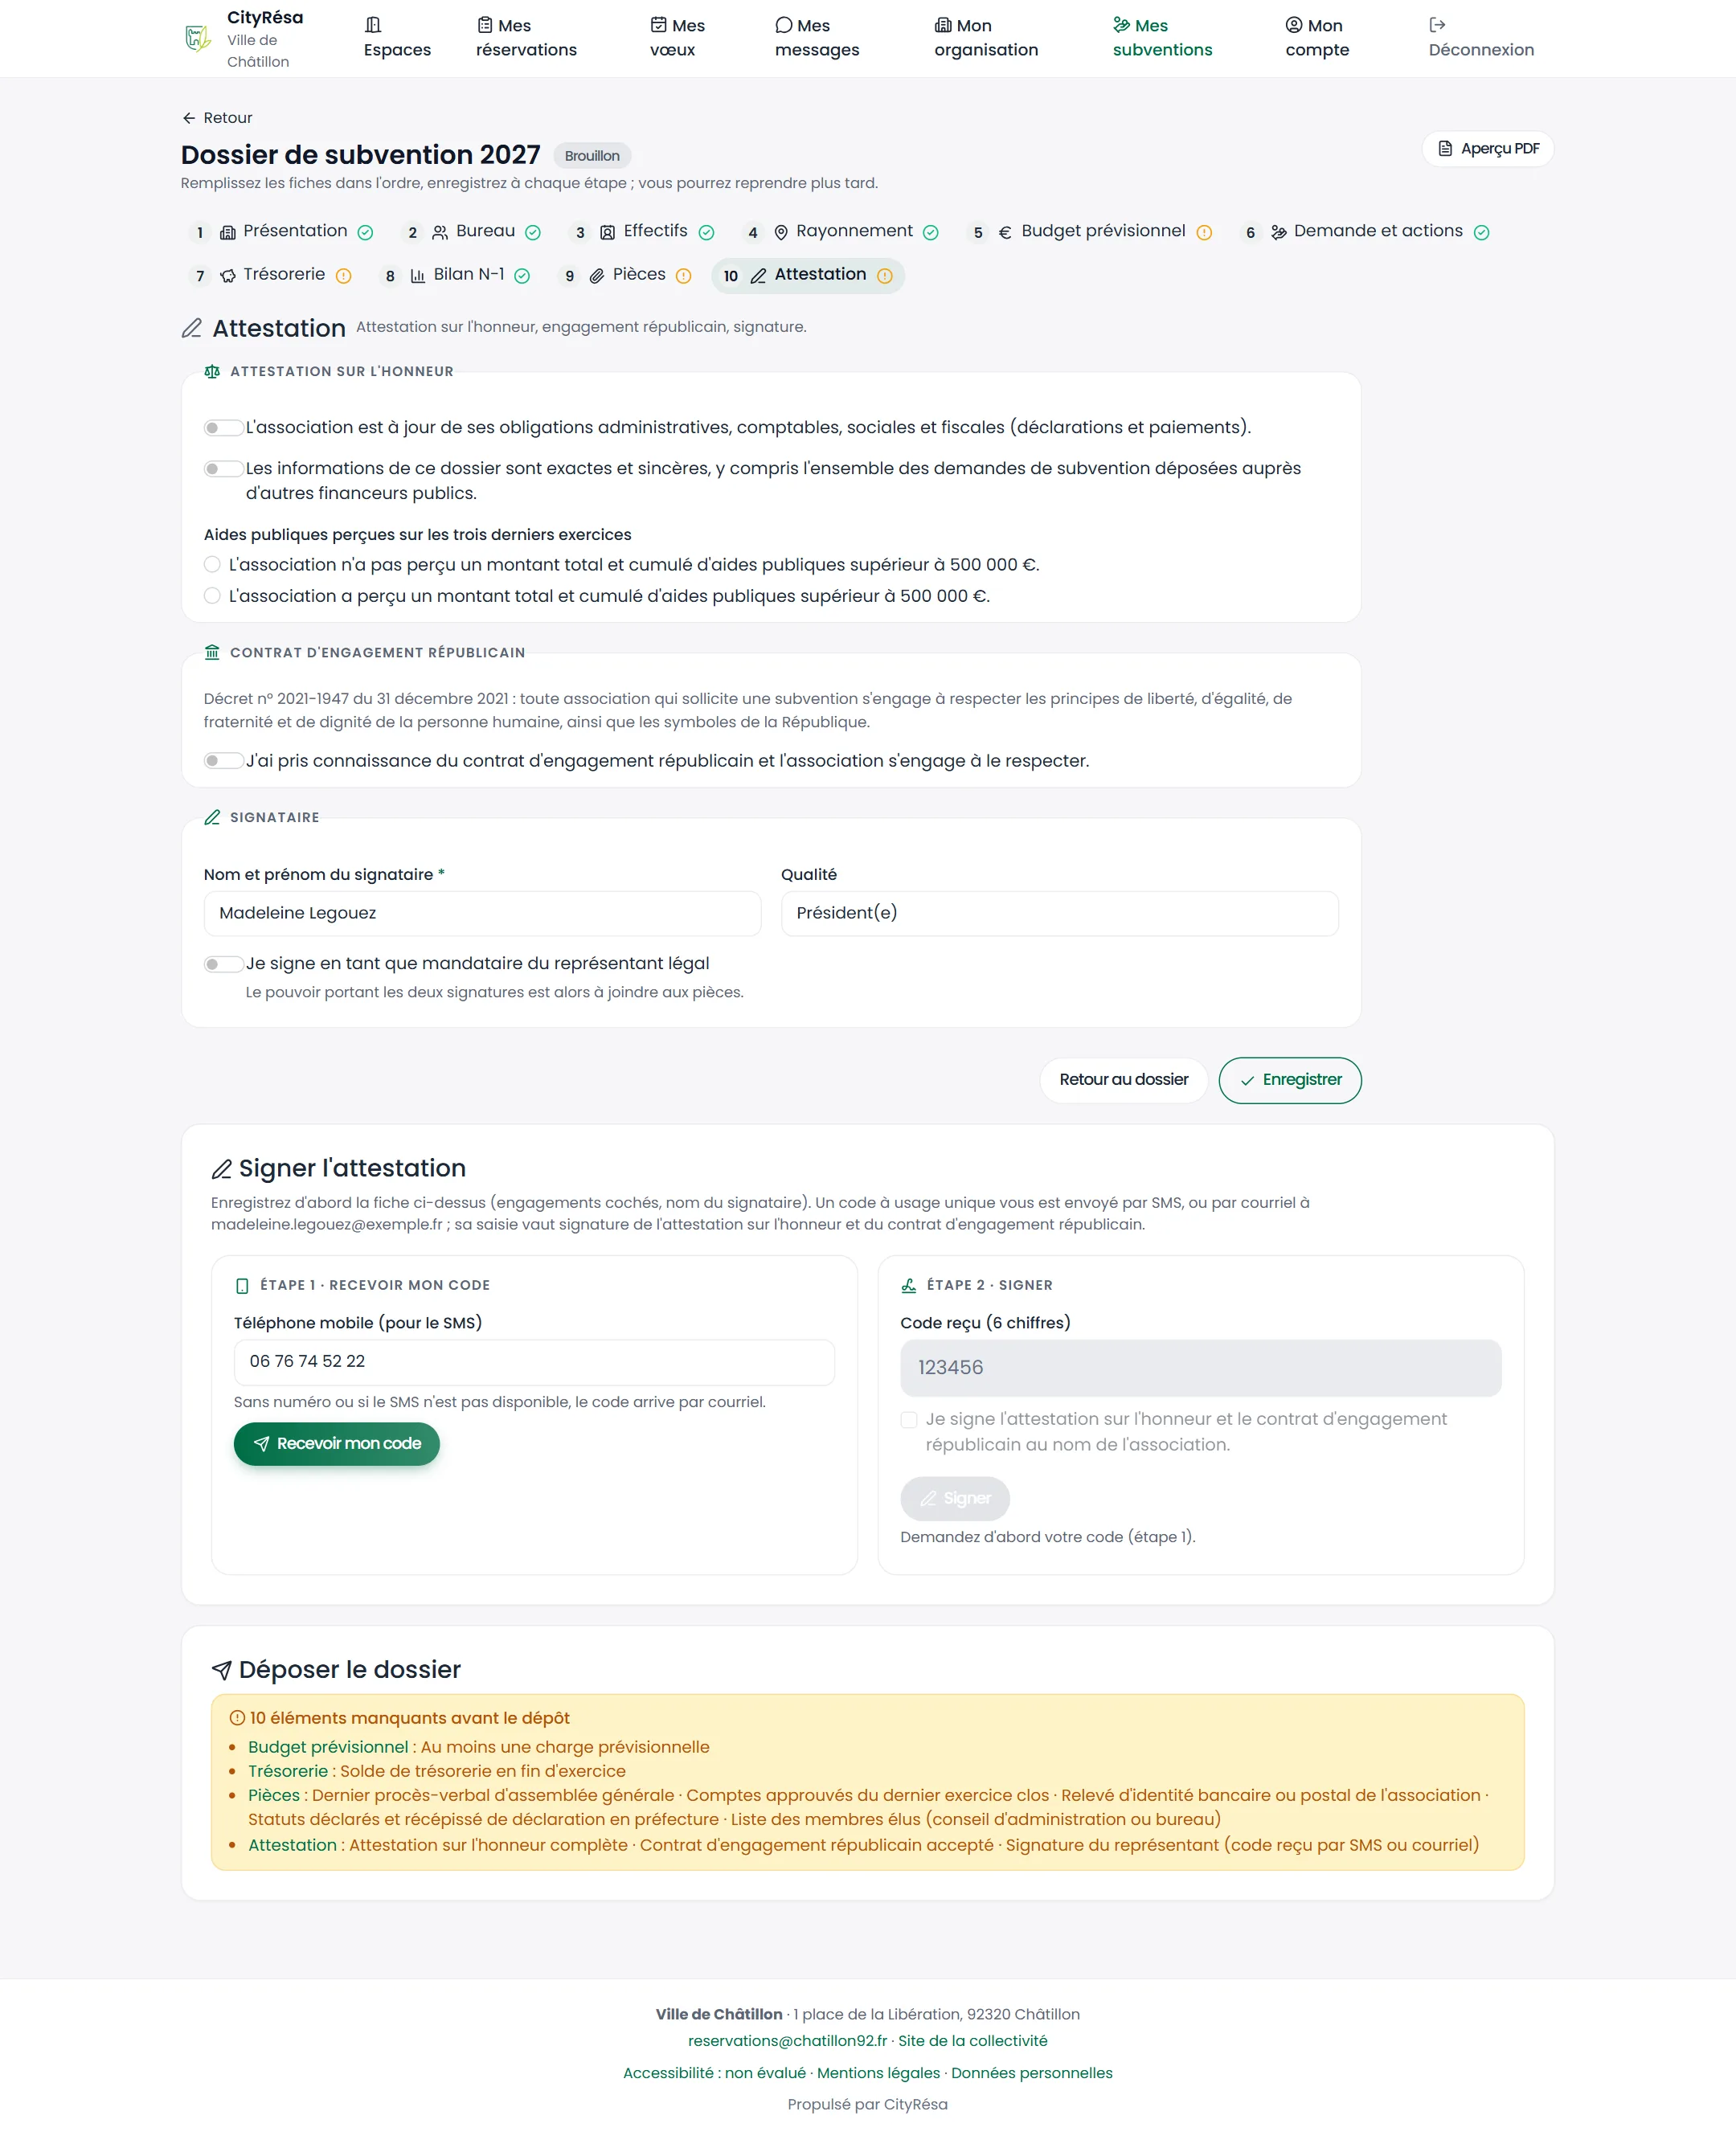 CityRésa
Ville de
Châtillon
Espaces
Mes
réservations
Mes
vœux
Mes
messages
Mon
organisation
Mes
subventions
Mon
compte
Déconnexion
Retour
Dossier de subvention 2027 Brouillon
Aperçu PDF
Remplissez les fiches dans l'ordre, enregistrez à chaque étape ; vous pourrez reprendre plus tard.
1 Présentation 2 Bureau 3 Effectifs 4 Rayonnement 5 € Budget prévisionnel 6 Demande et actions
7 Trésorerie 8 Bilan N-1 9 Pièces 10 Attestation
Attestation Attestation sur l'honneur, engagement républicain, signature.
ATTESTATION SUR L'HONNEUR
L'association est à jour de ses obligations administratives, comptables, sociales et fiscales (déclarations et paiements).
Les informations de ce dossier sont exactes et sincères, y compris l'ensemble des demandes de subvention déposées auprès
d'autres financeurs publics.
Aides publiques perçues sur les trois derniers exercices
L'association n'a pas perçu un montant total et cumulé d'aides publiques supérieur à 500 000 €.
L'association a perçu un montant total et cumulé d'aides publiques supérieur à 500 000 €.
CONTRAT D'ENGAGEMENT RÉPUBLICAIN
Décret n° 2021-1947 du 31 décembre 2021 : toute association qui sollicite une subvention s'engage à respecter les principes de liberté, d'égalité, de
fraternité et de dignité de la personne humaine, ainsi que les symboles de la République.
J'ai pris connaissance du contrat d'engagement républicain et l'association s'engage à le respecter.
SIGNATAIRE
Nom et prénom du signataire * Qualité
Madeleine Legouez Président(e)
Je signe en tant que mandataire du représentant légal
Le pouvoir portant les deux signatures est alors à joindre aux pièces.
Retour au dossier Enregistrer
Signer l'attestation
Enregistrez d'abord la fiche ci-dessus (engagements cochés, nom du signataire). Un code à usage unique vous est envoyé par SMS, ou par courriel à
madeleine.legouez@exemple.fr ; sa saisie vaut signature de l'attestation sur l'honneur et du contrat d'engagement républicain.
ÉTAPE 1 · RECEVOIR MON CODE
Téléphone mobile (pour le SMS)
06 76 74 52 22
Sans numéro ou si le SMS n'est pas disponible, le code arrive par courriel.
Recevoir mon code
ÉTAPE 2 · SIGNER
Code reçu (6 chiffres)
123456
Je signe l'attestation sur l'honneur et le contrat d'engagement
républicain au nom de l'association.
Signer
Demandez d'abord votre code (étape 1).
Déposer le dossier
10 éléments manquants avant le dépôt
Budget prévisionnel : Au moins une charge prévisionnelle
Trésorerie : Solde de trésorerie en fin d'exercice
Pièces : Dernier procès-verbal d'assemblée générale · Comptes approuvés du dernier exercice clos · Relevé d'identité bancaire ou postal de l'association ·
Statuts déclarés et récépissé de déclaration en préfecture · Liste des membres élus (conseil d'administration ou bureau)
Attestation : Attestation sur l'honneur complète · Contrat d'engagement républicain accepté · Signature du représentant (code reçu par SMS ou courriel)
Ville de Châtillon · 1 place de la Libération, 92320 Châtillon
reservations@chatillon92.fr · Site de la collectivité
Accessibilité : non évalué · Mentions légales · Données personnelles
Propulsé par CityRésa